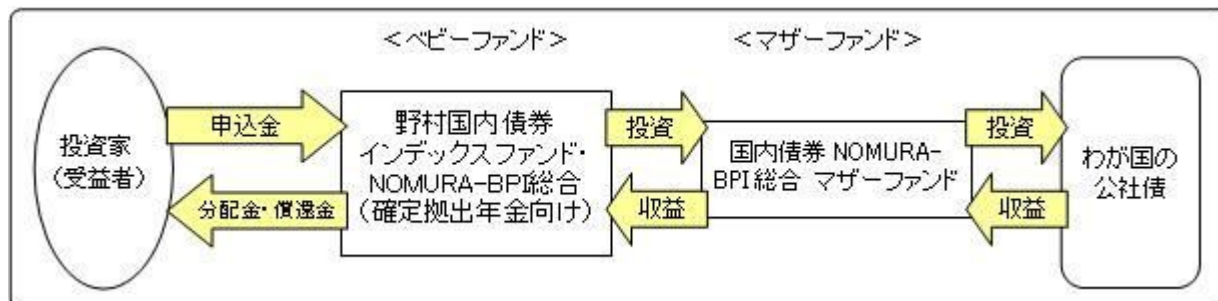 ＜ベビーファンド＞
＜マザーファンド＞
投資家
（受益者）
申込金
分配金・償還金
野村国内債券
インデックスファンド・
NOMURA-BPI総合
（確定拠出年金向け）
投資
収益
国内債券 NOMURA-
BPI総合 マザーファンド
投資
収益
わが国の
公社債